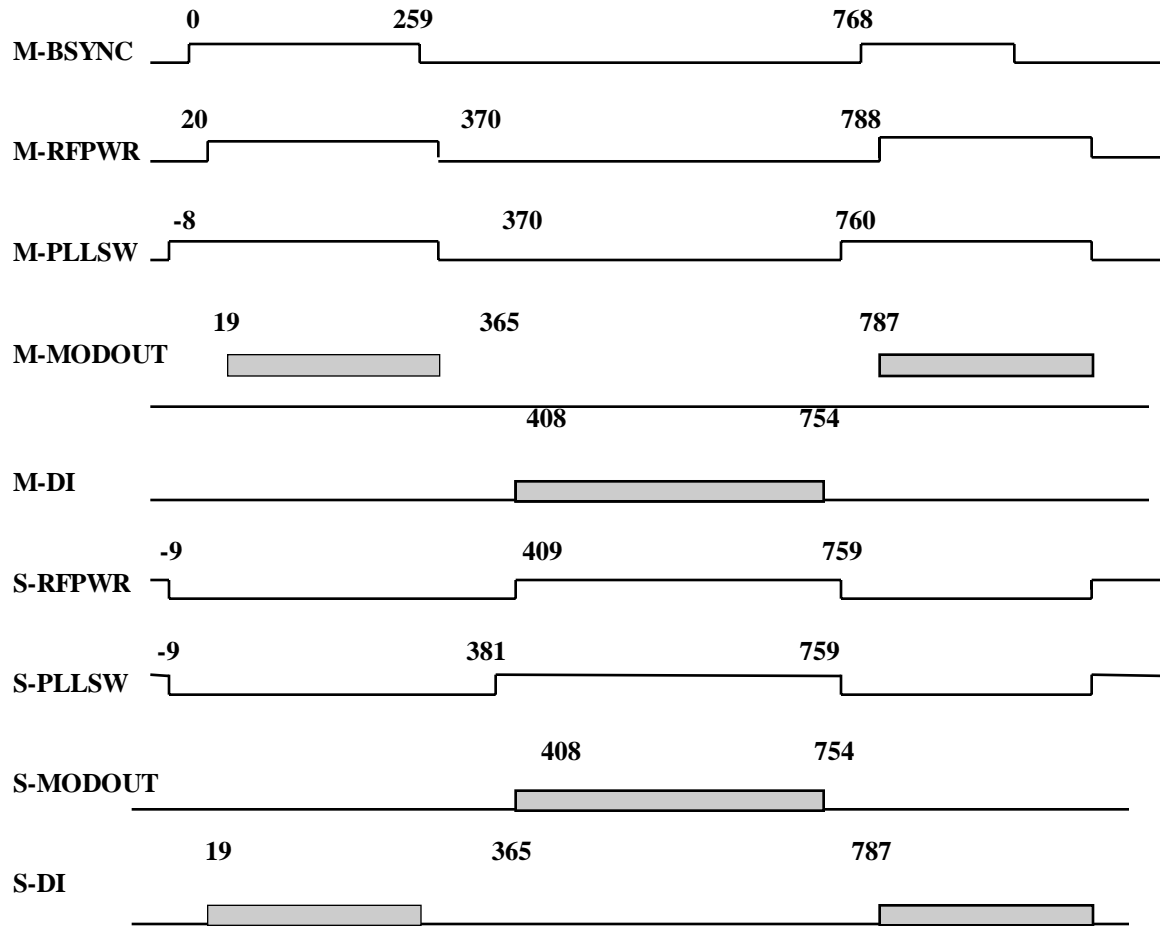 0 259 768
M-BSYNC
20 370 788
M-RFPWR
-8 370 760
M-PLLSW
19 365 787
M-MODOUT
408 754
M-DI
-9 409 759
S-RFPWR
-9 381 759
S-PLLSW
408 754
S-MODOUT
19 365 787
S-DI